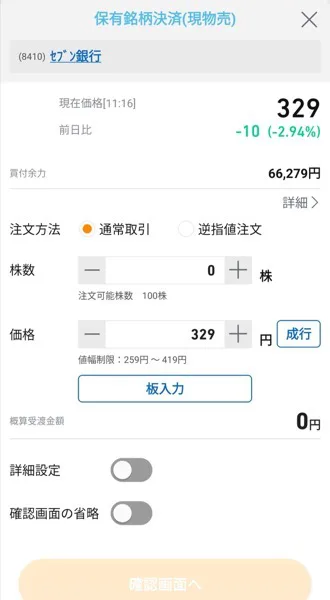 保有銘柄決済(現物売)
(8410) ｾﾌﾞﾝ銀行
現在価格[11:16] 329
前日比 -10 (-2.94%)
買付余力 66,279円
詳細
注文方法 通常取引 逆指値注文
株数 0 株
注文可能株数 100株
価格 329 円 成行
値幅制限：259円 ～ 419円
板入力
概算受渡金額 0円
詳細設定
確認画面の省略
確認画面へ